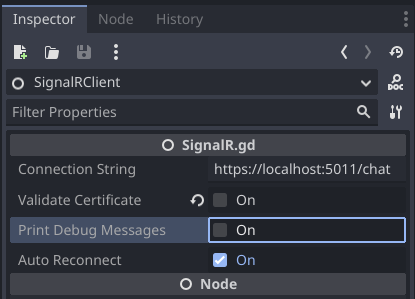 Inspector Node History
SignalRClient
DOC
Filter Properties
SignalR.gd
Connection String https://localhost:5011/chat
Validate Certificate On
Print Debug Messages On
Auto Reconnect On
Node